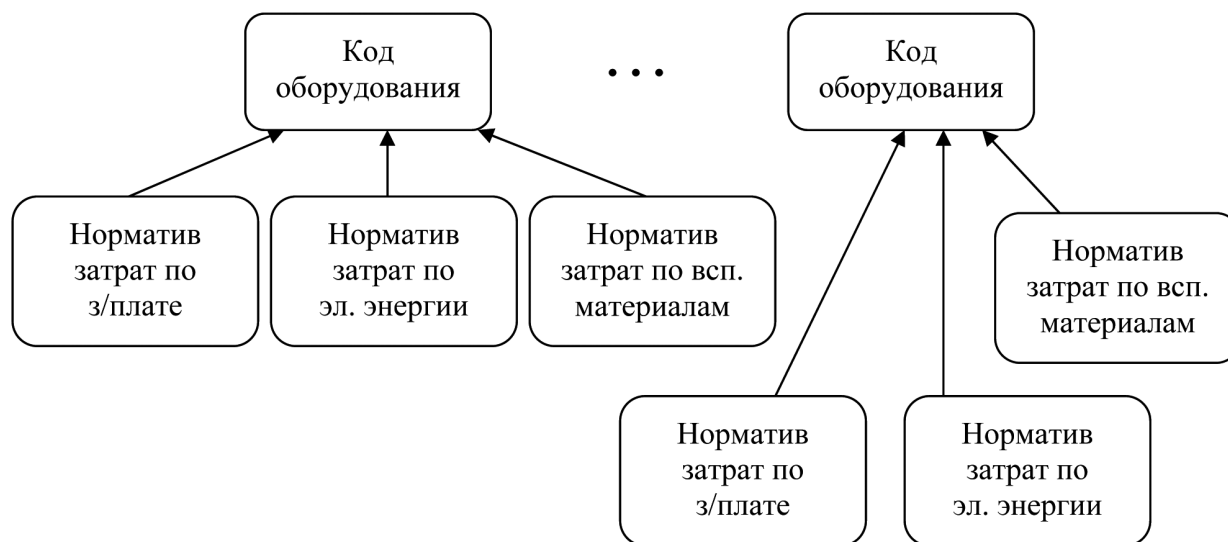 Код
оборудования
...
Код
оборудования
Норматив
затрат по
з/плате
Норматив
затрат по
эл. энергии
Норматив
затрат по всп.
материалам
Норматив
затрат по всп.
материалам
Норматив
затрат по
з/плате
Норматив
затрат по
эл. энергии